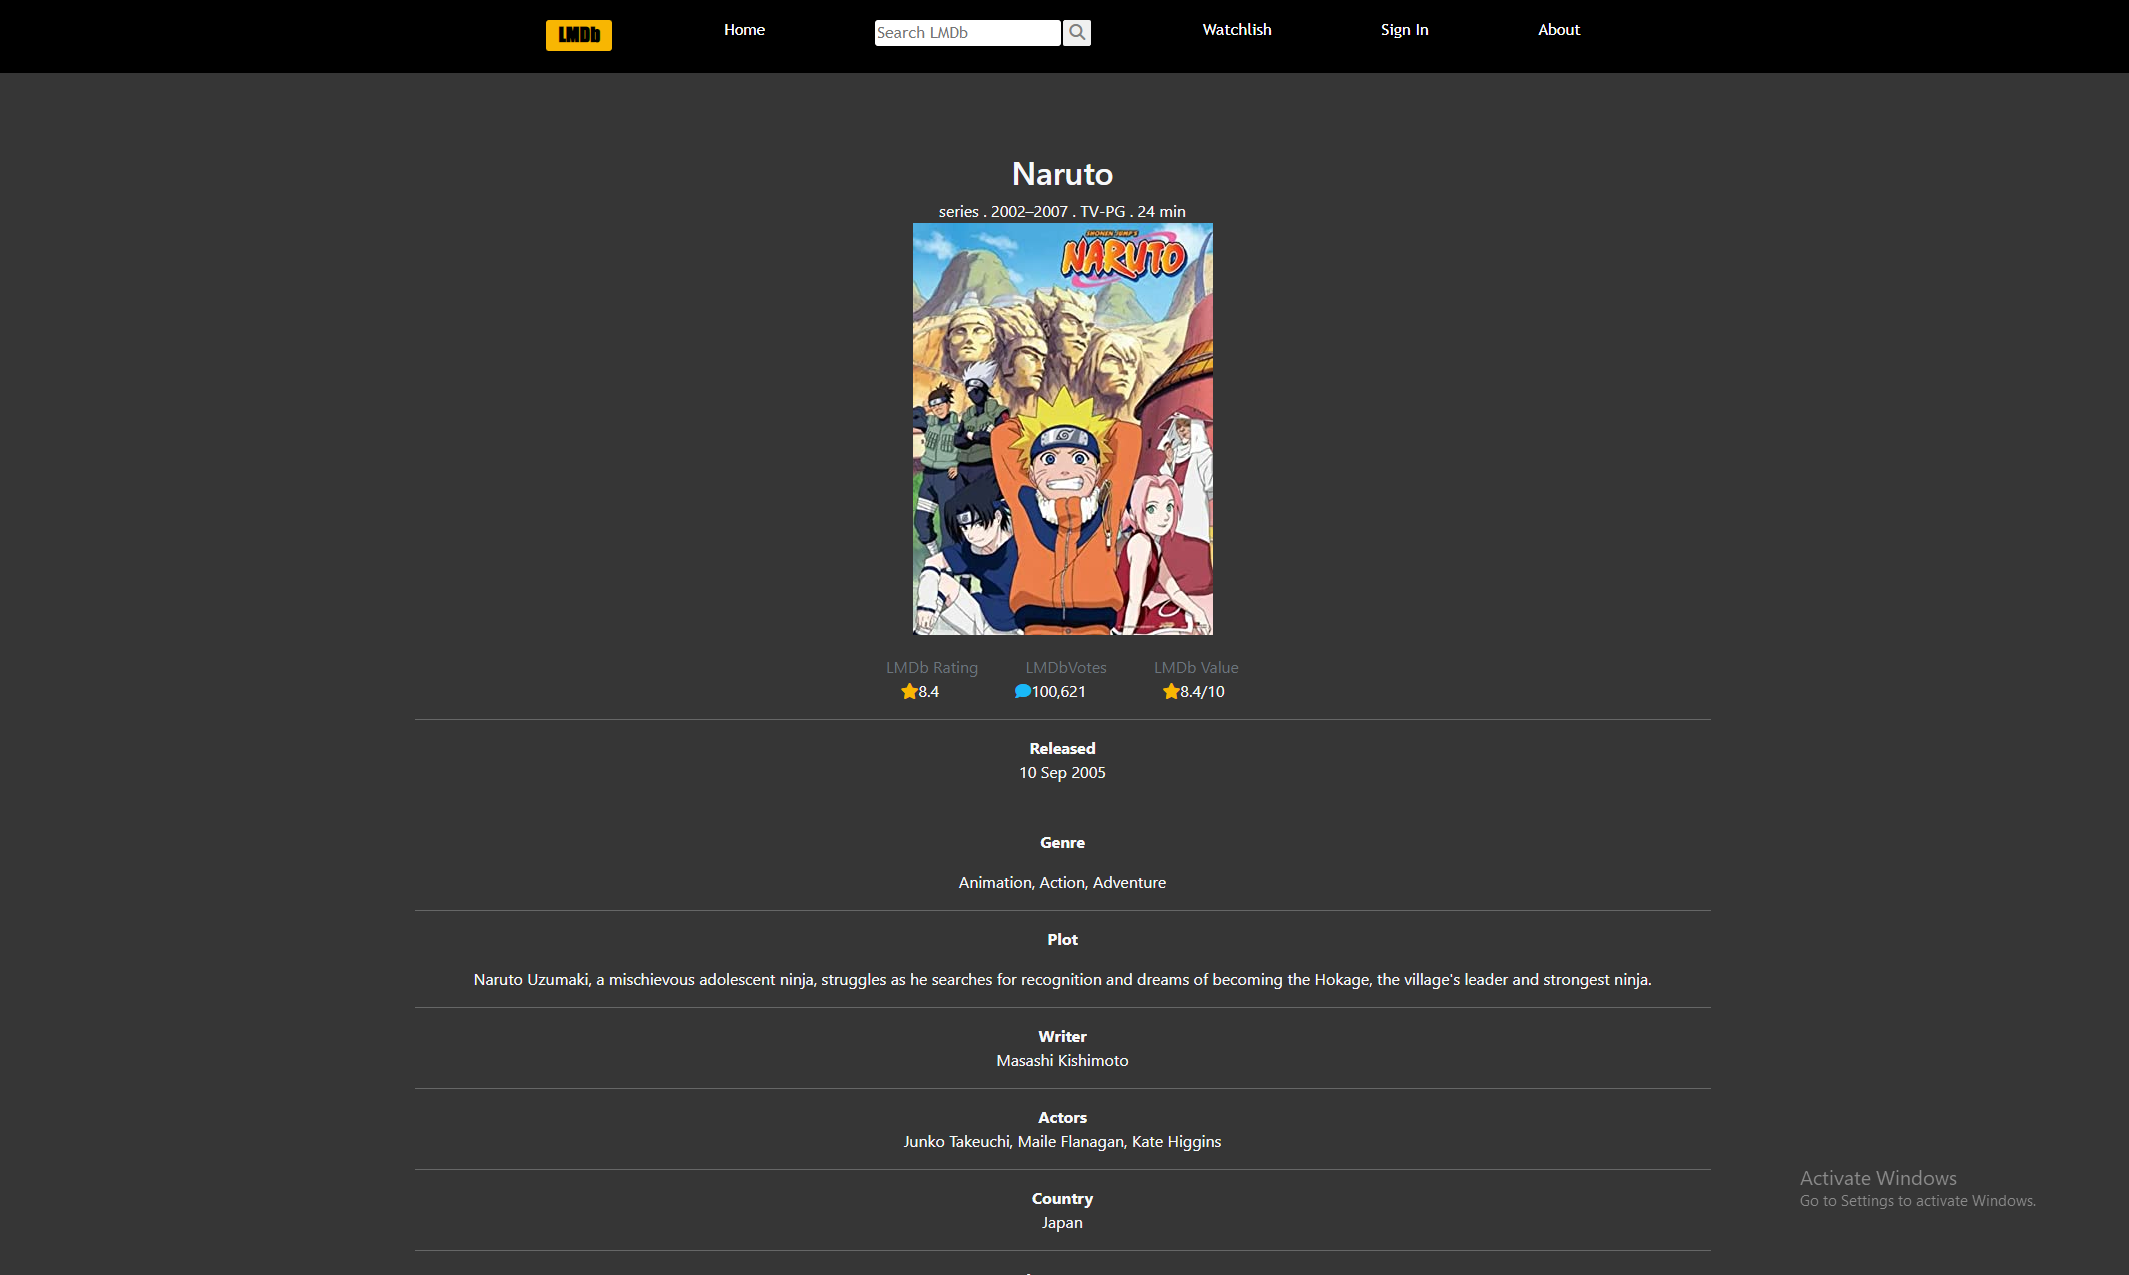 LMDb Home Search LMDb Watchlish Sign In About
Naruto
series . 2002–2007 . TV-PG . 24 min
SHONEN JUMP'S
NARUTO
LMDb Rating LMDbVotes LMDb Value
8.4 100,621 8.4/10
Released
10 Sep 2005
Genre
Animation, Action, Adventure
Plot
Naruto Uzumaki, a mischievous adolescent ninja, struggles as he searches for recognition and dreams of becoming the Hokage, the village's leader and strongest ninja.
Writer
Masashi Kishimoto
Actors
Junko Takeuchi, Maile Flanagan, Kate Higgins
Country
Japan
Activate Windows
Go to Settings to activate Windows.